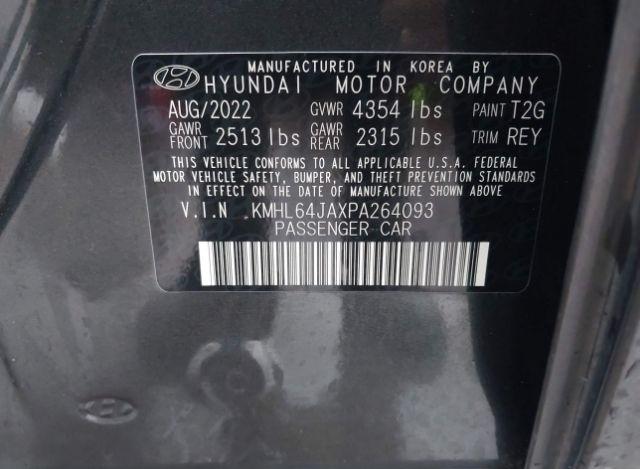 MANUFACTURED IN KOREA BY
HYUNDAI MOTOR COMPANY
AUG/2022 GVWR 4354 lbs PAINT T2G
GAWR FRONT 2513 lbs GAWR REAR 2315 lbs TRIM REY
THIS VEHICLE CONFORMS TO ALL APPLICABLE U.S.A. FEDERAL
MOTOR VEHICLE SAFETY, BUMPER, AND THEFT PREVENTION STANDARDS
IN EFFECT ON THE DATE OF MANUFACTURE SHOWN ABOVE
V.I.N .KMHL64JAXPA264093
PASSENGER CAR